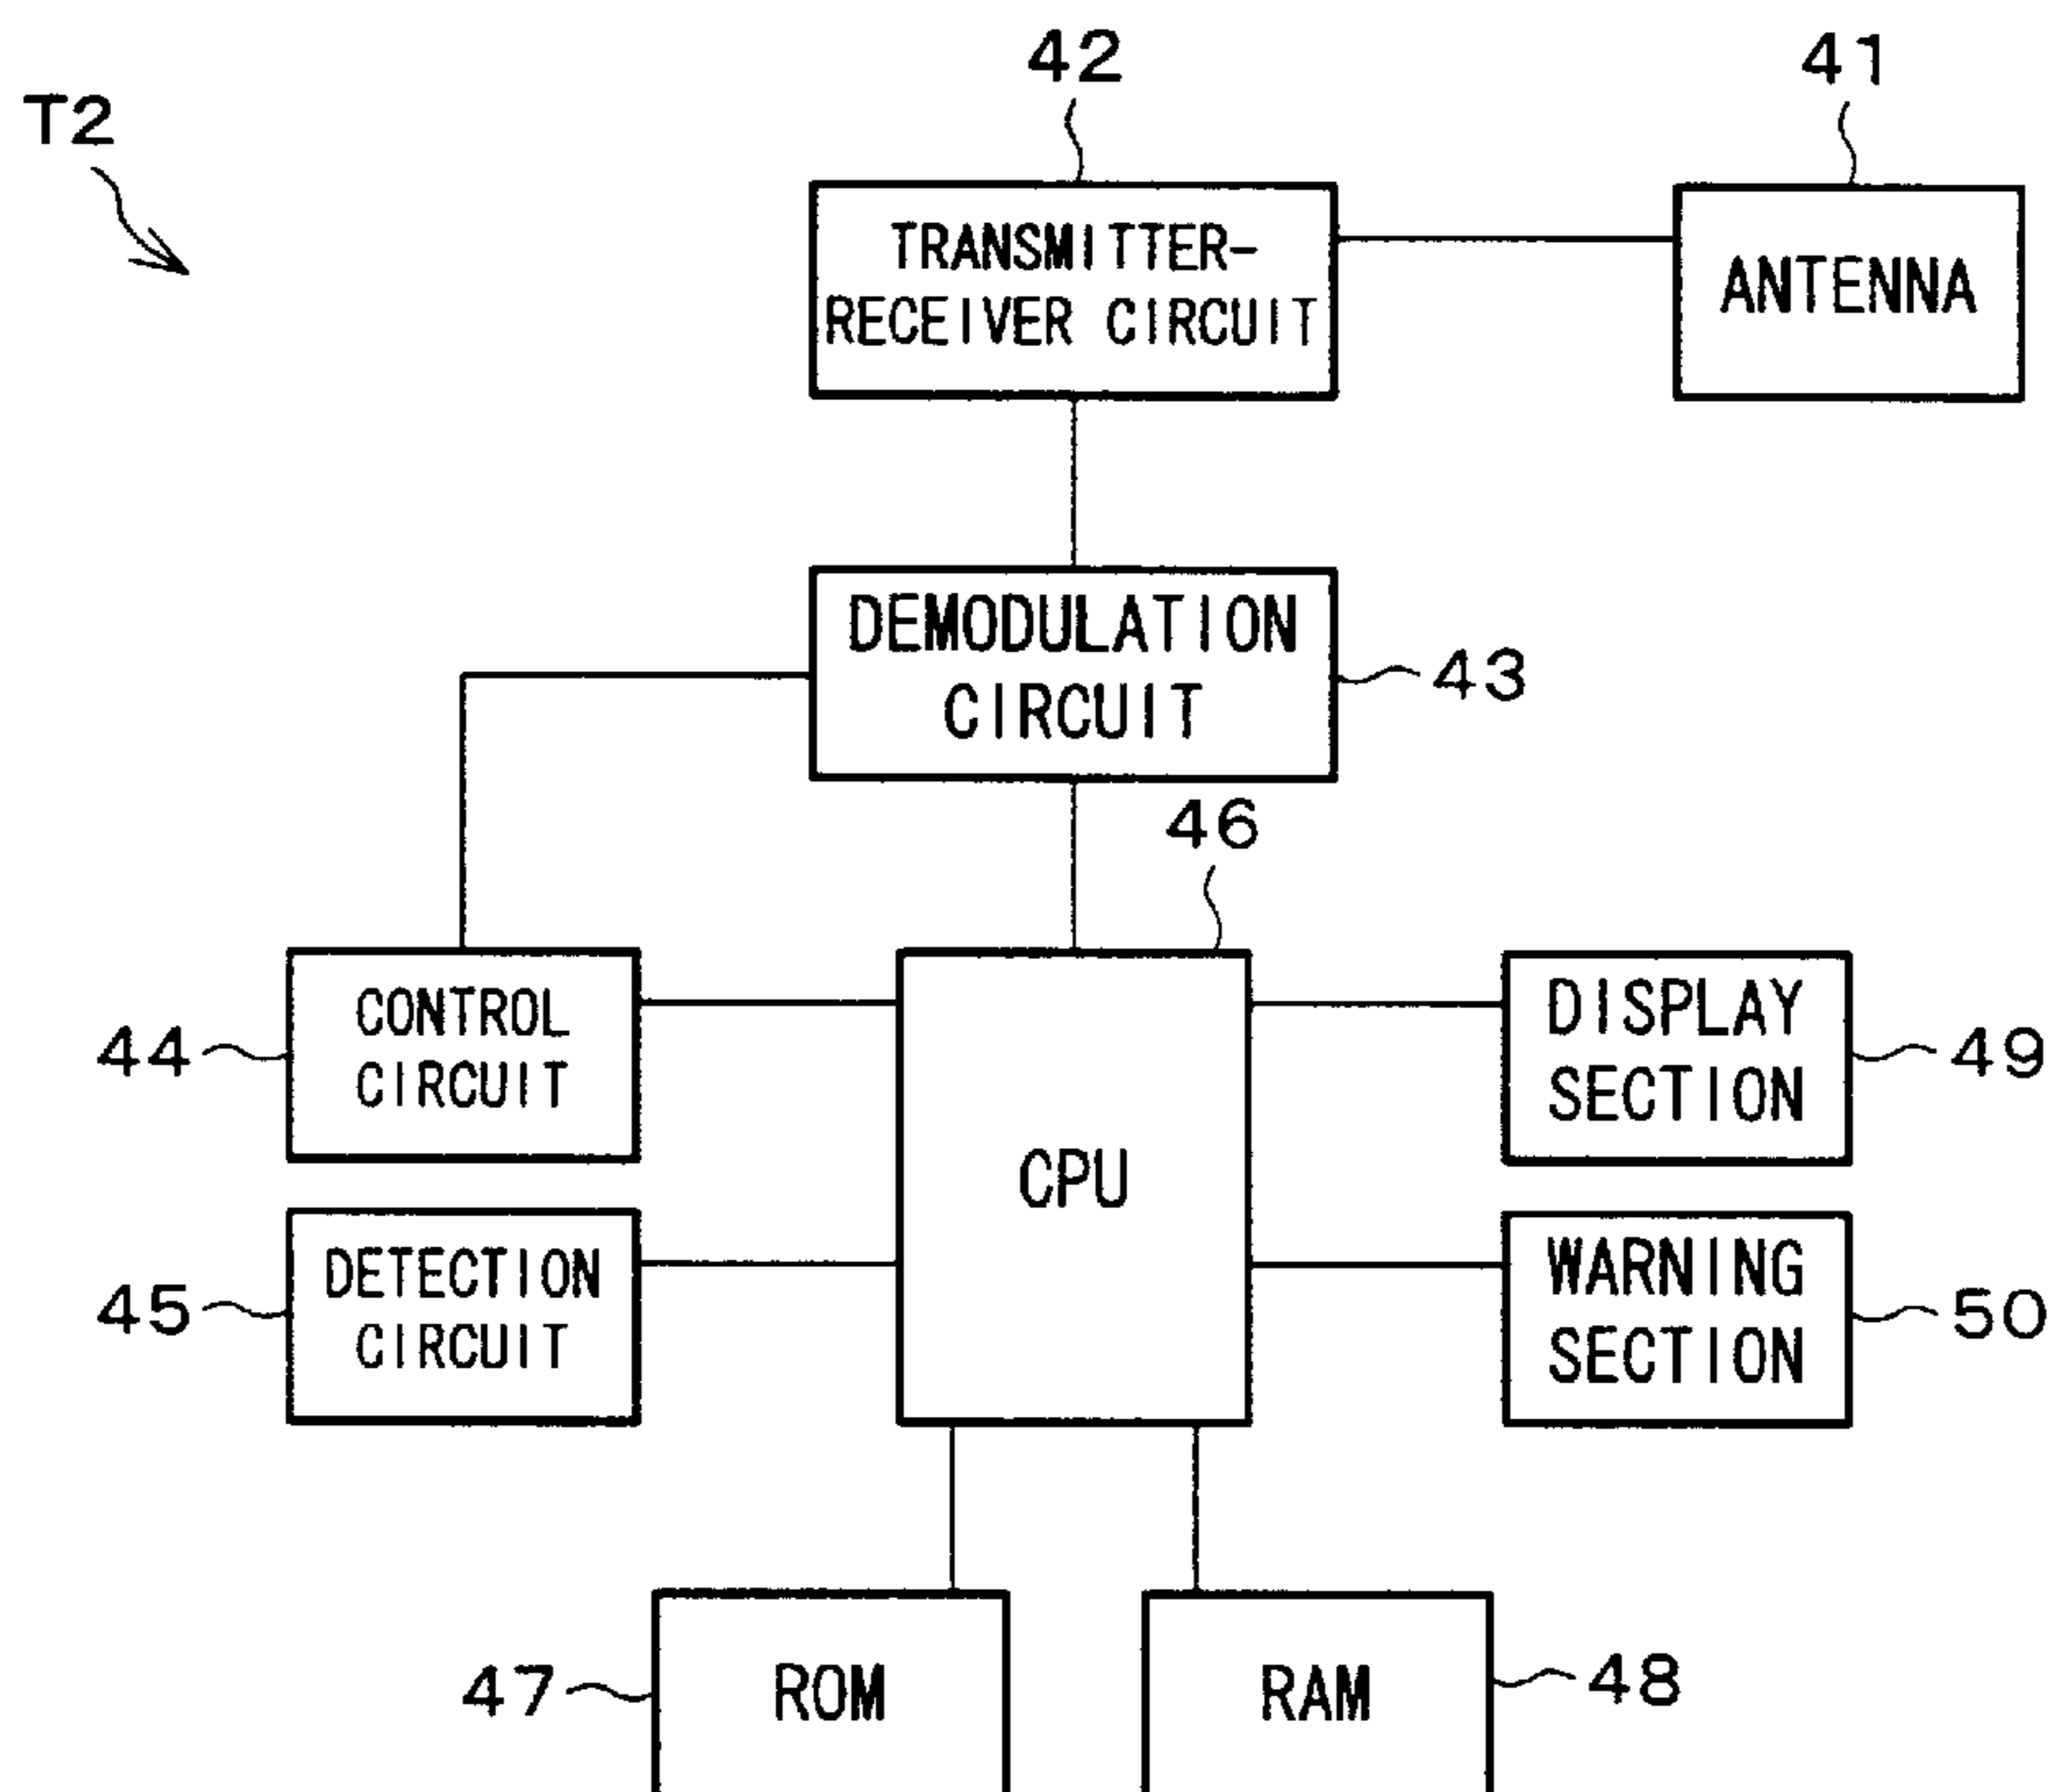 42
41
T2
TRANSMITTER-
RECEIVER CIRCUIT
ANTENNA
DEMODULATION
CIRCUIT
43
46
CONTROL
CIRCUIT
44
DISPLAY
SECTION
49
CPU
DETECTION
CIRCUIT
45
WARNING
SECTION
50
47
ROM
RAM
48